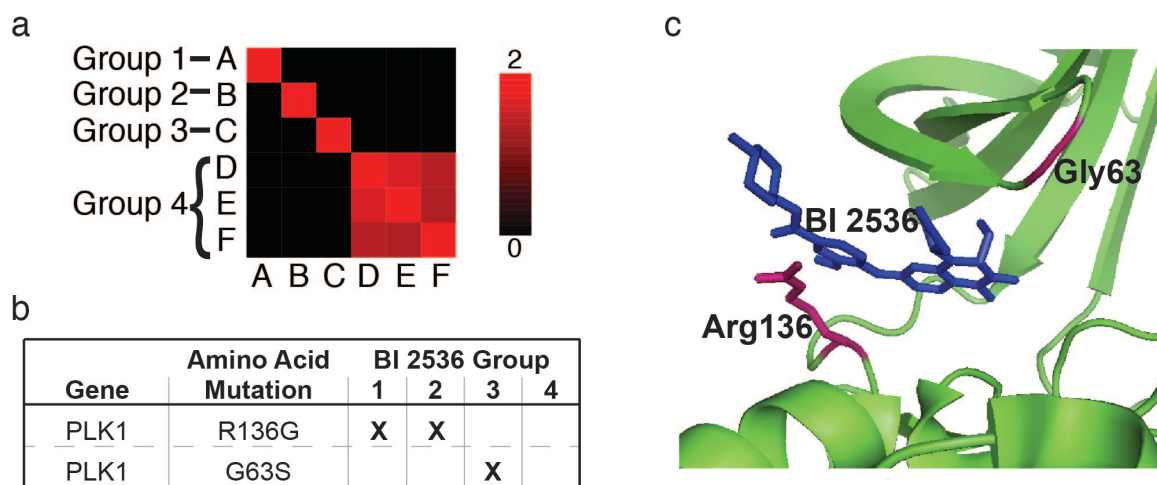 a
Group 1 – A
Group 2 – B
Group 3 – C
D
Group 4 { E
F
A B C D E F
2
0
b
Gene Amino Acid Mutation BI 2536 Group
1 2 3 4
PLK1 R136G X X
PLK1 G63S X
c
Gly63
BI 2536
Arg136